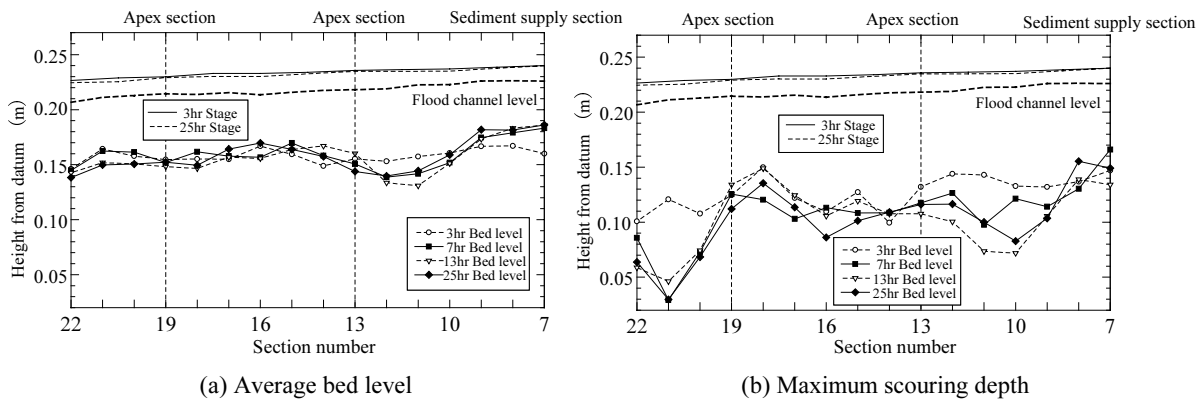 Apex section
Apex section
Sediment supply section
Height from datum (m)
0.25
0.20
0.15
0.10
0.05
Flood channel level
3hr Stage
25hr Stage
3hr Bed level
7hr Bed level
13hr Bed level
25hr Bed level
22 19 16 13 10 7
Section number
(a) Average bed level
Apex section
Apex section
Sediment supply section
Height from datum (m)
0.25
0.20
0.15
0.10
0.05
Flood channel level
3hr Stage
25hr Stage
3hr Bed level
7hr Bed level
13hr Bed level
25hr Bed level
22 19 16 13 10 7
Section number
(b) Maximum scouring depth